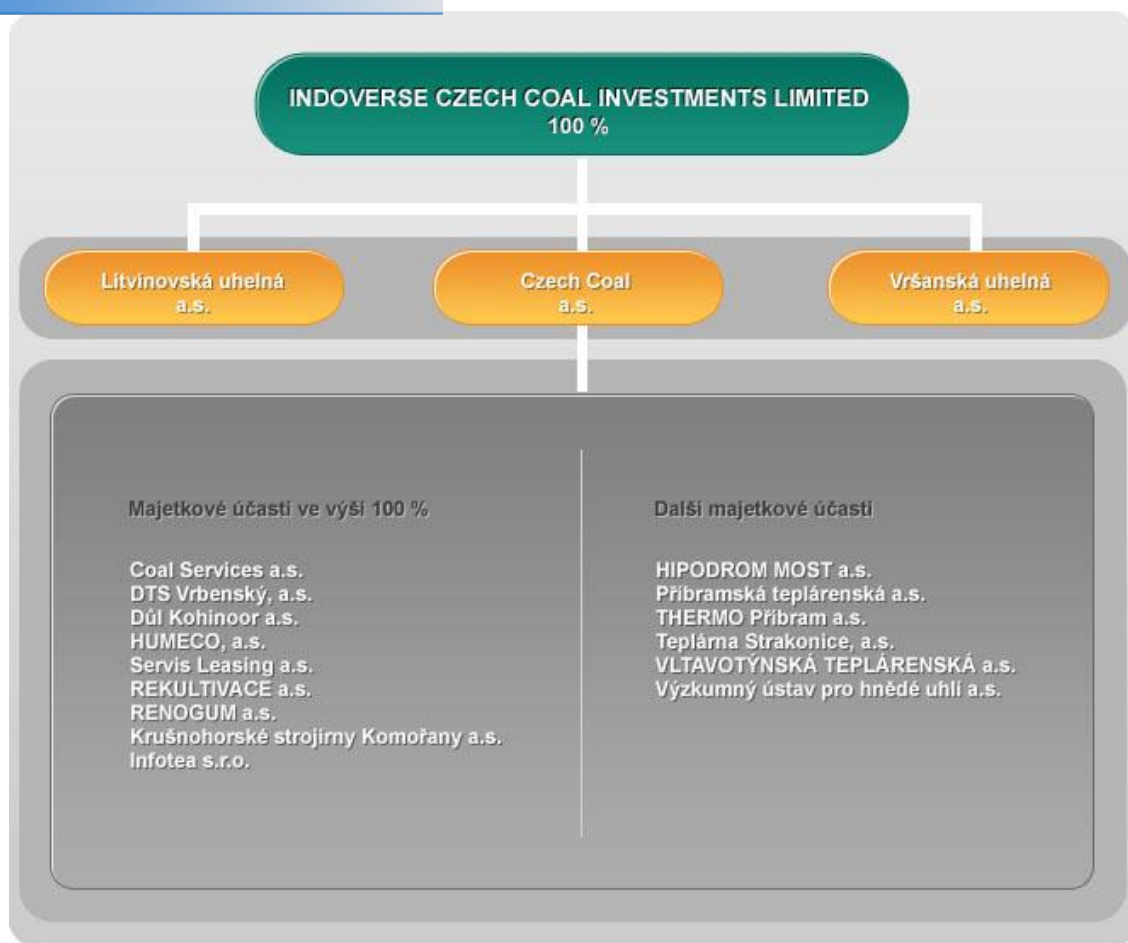 INDOVERSE CZECH COAL INVESTMENTS LIMITED
100 %
Litvínovská uhelná
a.s.
Czech Coal
a.s.
Vršanská uhelná
a.s.
Majetkové účasti ve výši 100 %
Coal Services a.s.
DTS Vrbenský, a.s.
Důl Kohinoor a.s.
HUMECO, a.s.
Servis Leasing a.s.
REKULTIVACE a.s.
RENOGUM a.s.
Krušnohorské strojírny Komořany a.s.
Infotea s.r.o.
Další majetkové účasti
HIPODROM MOST a.s.
Příbramská teplárenská a.s.
THERMO Příbram a.s.
Teplárna Strakonice, a.s.
VLTAVOTÝNSKÁ TEPLÁRENSKÁ a.s.
Výzkumný ústav pro hnědé uhlí a.s.